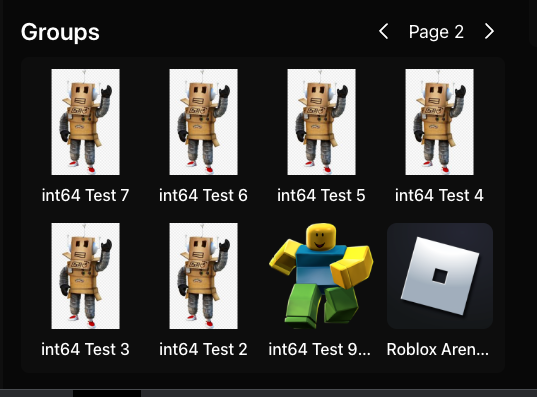 Groups
Page 2
int64 Test 7
int64 Test 6
int64 Test 5
int64 Test 4
int64 Test 3
int64 Test 2
int64 Test 9...
Roblox Aren...